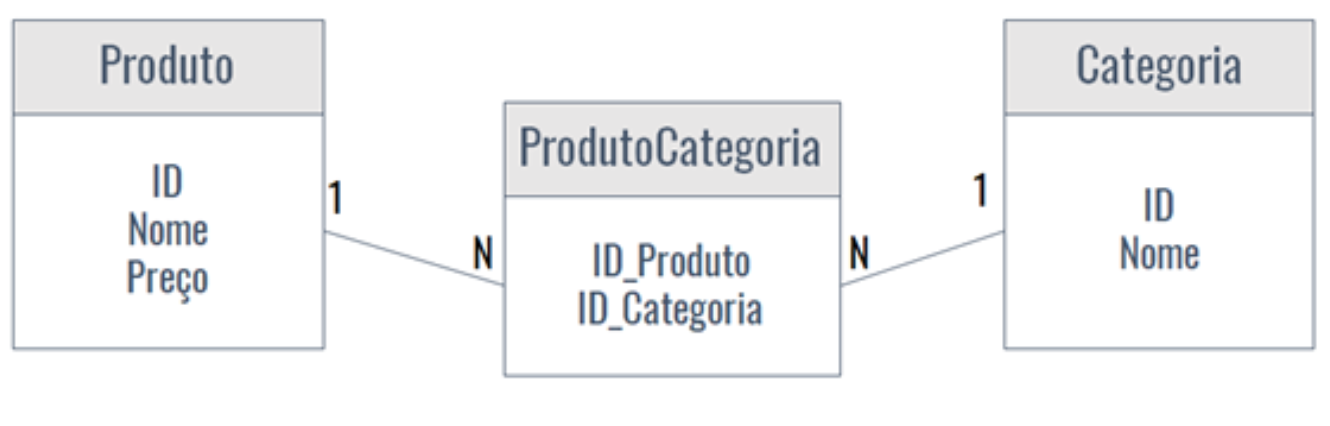 Produto
ID
Nome
Preço
1
N
ProdutoCategoria
ID_Produto
ID_Categoria
N
1
Categoria
ID
Nome